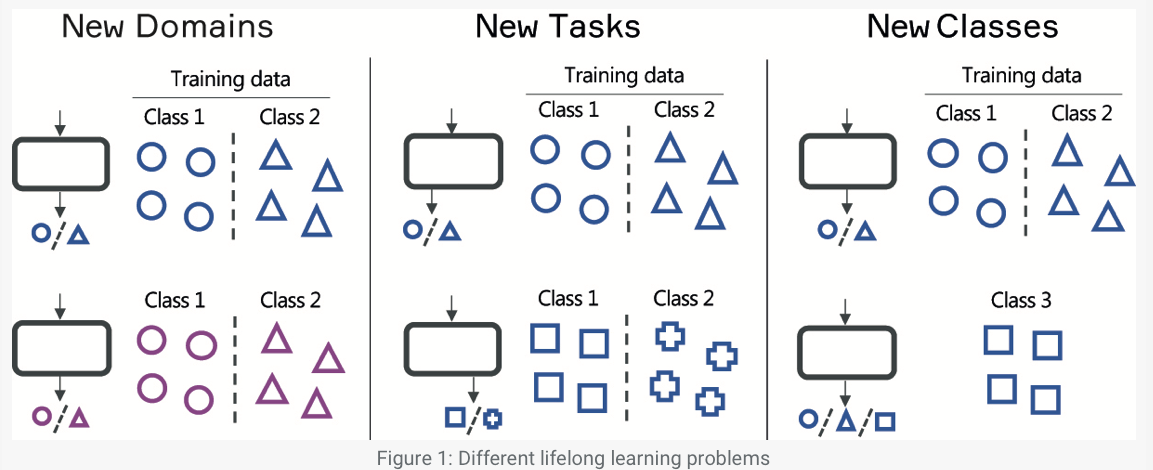 New Domains
Training data
Class 1
Class 2
Class 1
Class 2
New Tasks
Training data
Class 1
Class 2
Class 1
Class 2
New Classes
Training data
Class 1
Class 2
Class 3
Figure 1: Different lifelong learning problems